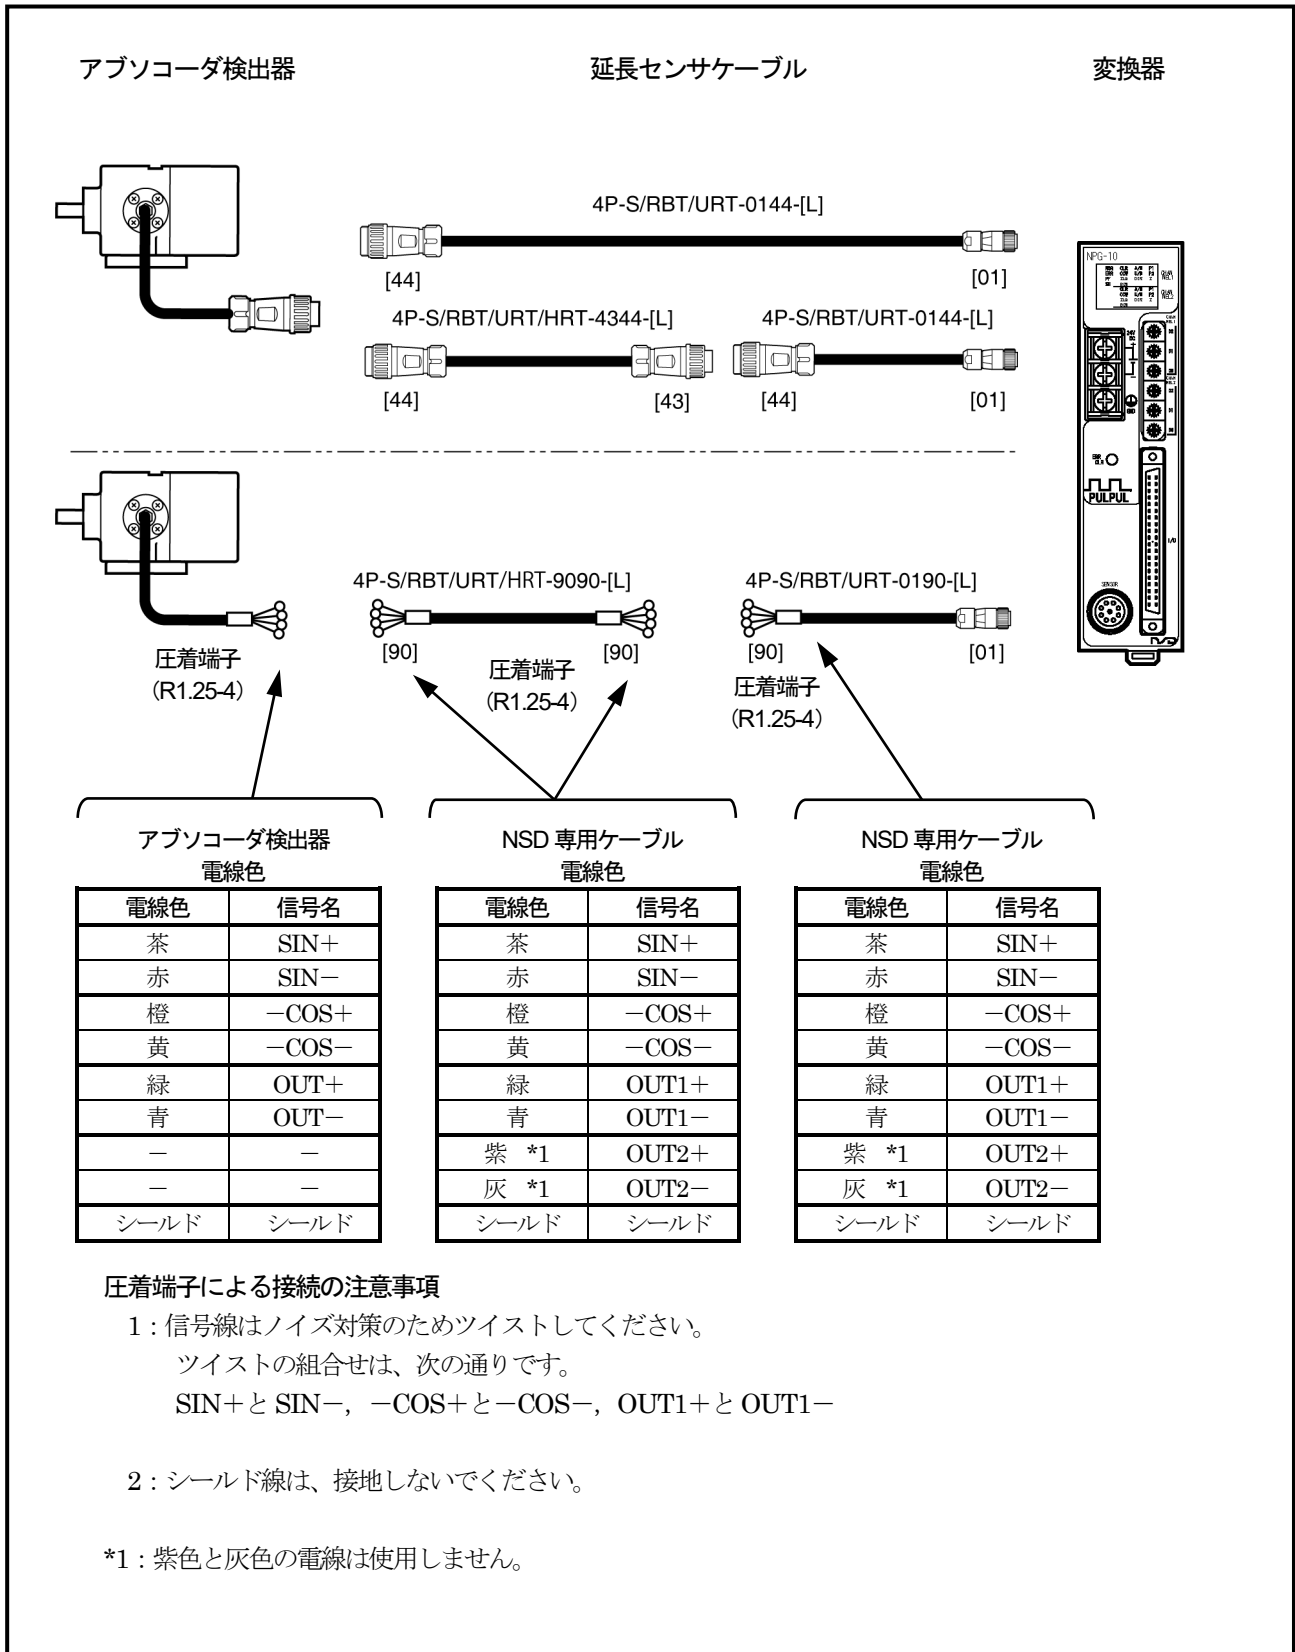 アブソコーダ検出器 延長センサケーブル 変換器
4P-S/RBT/URT-0144-[L]
[44] [01]
4P-S/RBT/URT/HRT-4344-[L] 4P-S/RBT/URT-0144-[L]
[44] [43] [44] [01]
NPG-10
PULPUL
I/O
SENSOR
4P-S/RBT/URT/HRT-9090-[L] 4P-S/RBT/URT-0190-[L]
[90] [90] [90] [01]
圧着端子
(R1.25-4)
圧着端子
(R1.25-4)
圧着端子
(R1.25-4)
アブソコーダ検出器
電線色
電線色 信号名
茶 SIN+
赤 SIN−
橙 −COS+
黄 −COS−
緑 OUT+
青 OUT−
− −
− −
シールド シールド
NSD 専用ケーブル
電線色
電線色 信号名
茶 SIN+
赤 SIN−
橙 −COS+
黄 −COS−
緑 OUT1+
青 OUT1−
紫 *1 OUT2+
灰 *1 OUT2−
シールド シールド
NSD 専用ケーブル
電線色
電線色 信号名
茶 SIN+
赤 SIN−
橙 −COS+
黄 −COS−
緑 OUT1+
青 OUT1−
紫 *1 OUT2+
灰 *1 OUT2−
シールド シールド
圧着端子による接続の注意事項
1：信号線はノイズ対策のためツイストしてください。
ツイストの組合せは、次の通りです。
SIN+と SIN−, −COS+と−COS−, OUT1+と OUT1−
2：シールド線は、接地しないでください。
*1：紫色と灰色の電線は使用しません。